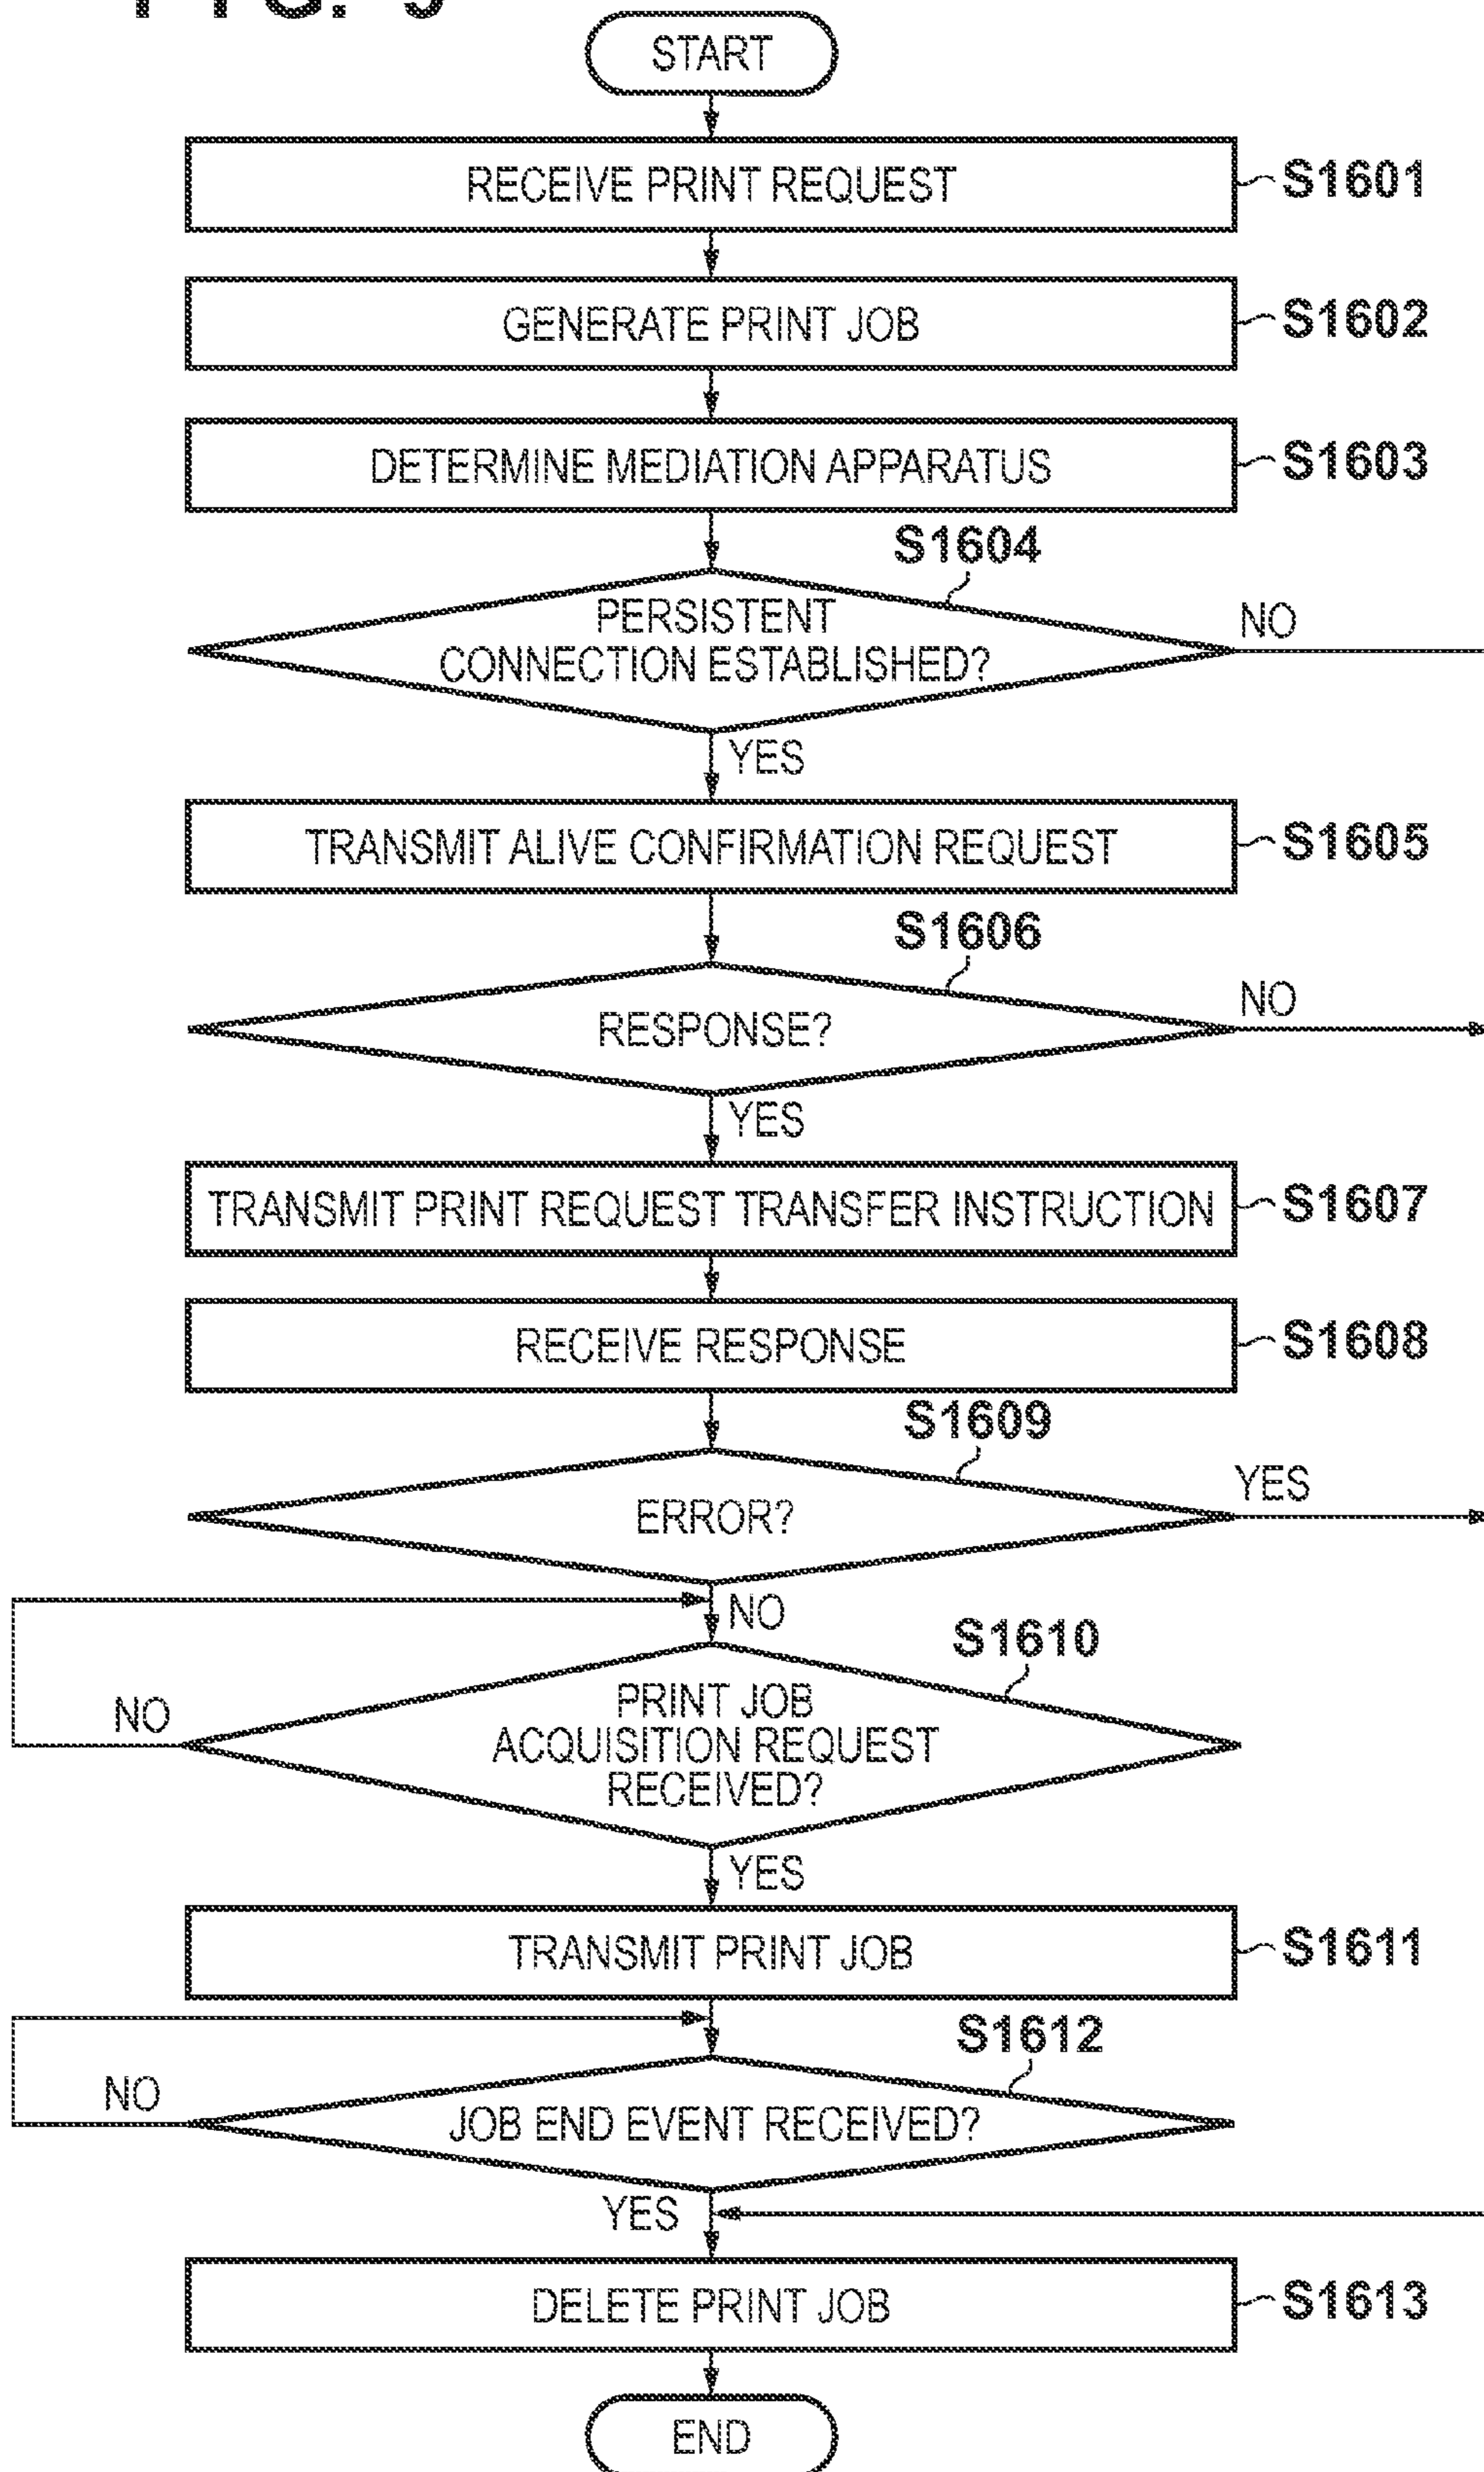 START
RECEIVE PRINT REQUEST
S1601
GENERATE PRINT JOB
S1602
DETERMINE MEDIATION APPARATUS
S1603
S1604
PERSISTENT
CONNECTION ESTABLISHED?
NO
YES
TRANSMIT ALIVE CONFIRMATION REQUEST
S1605
S1606
RESPONSE?
NO
YES
TRANSMIT PRINT REQUEST TRANSFER INSTRUCTION
S1607
RECEIVE RESPONSE
S1608
S1609
ERROR?
YES
NO
S1610
PRINT JOB
ACQUISITION REQUEST
RECEIVED?
NO
YES
TRANSMIT PRINT JOB
S1611
S1612
JOB END EVENT RECEIVED?
NO
YES
DELETE PRINT JOB
S1613
END